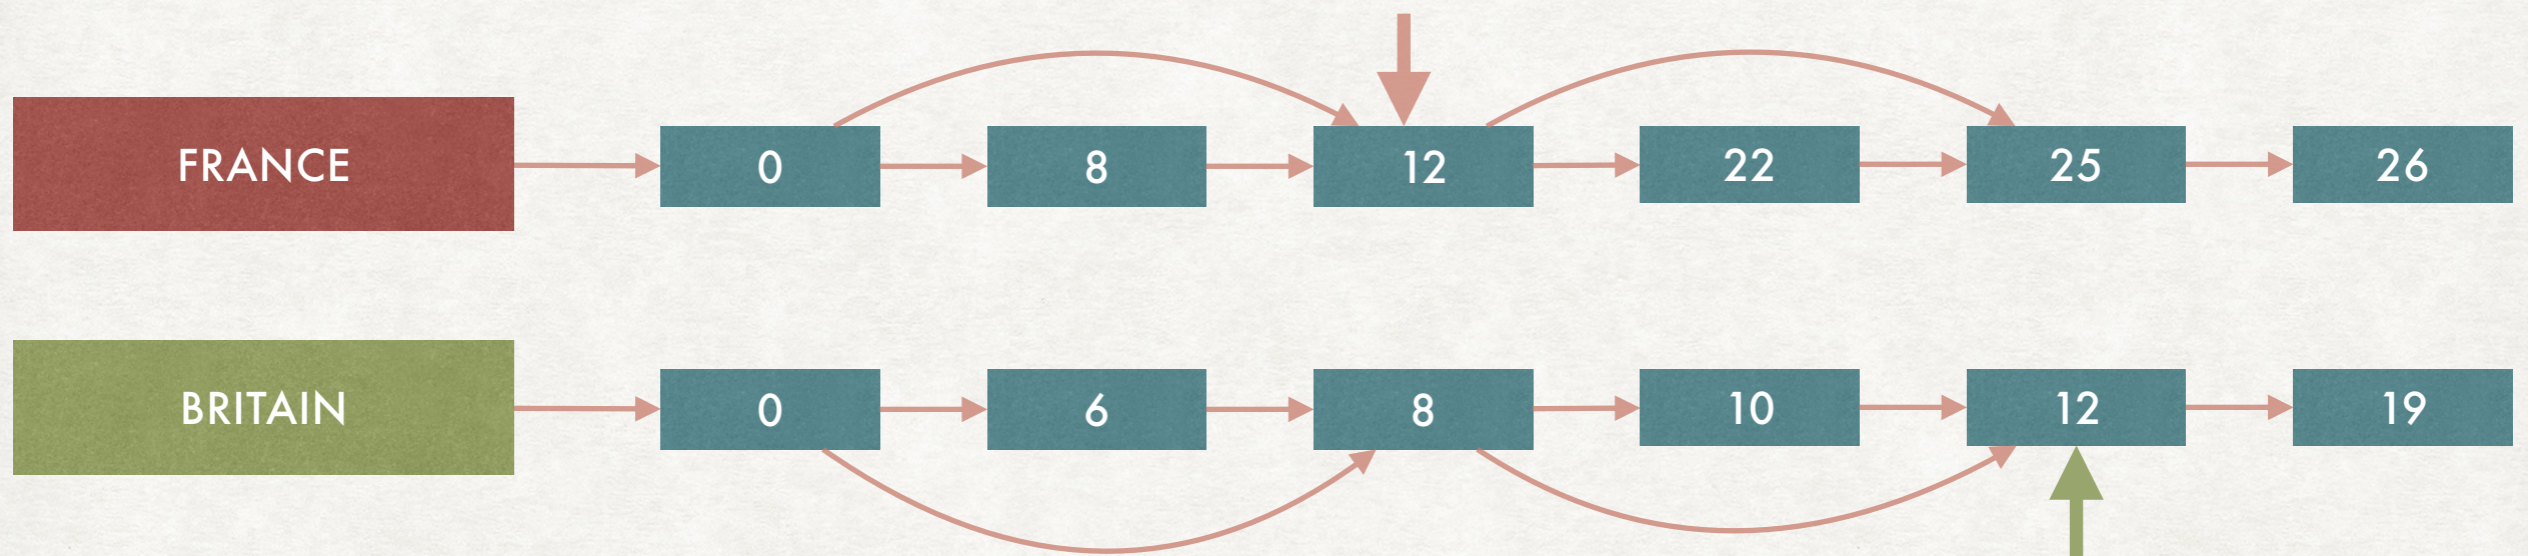 FRANCE 0 8 12 22 25 26
BRITAIN 0 6 8 10 12 19